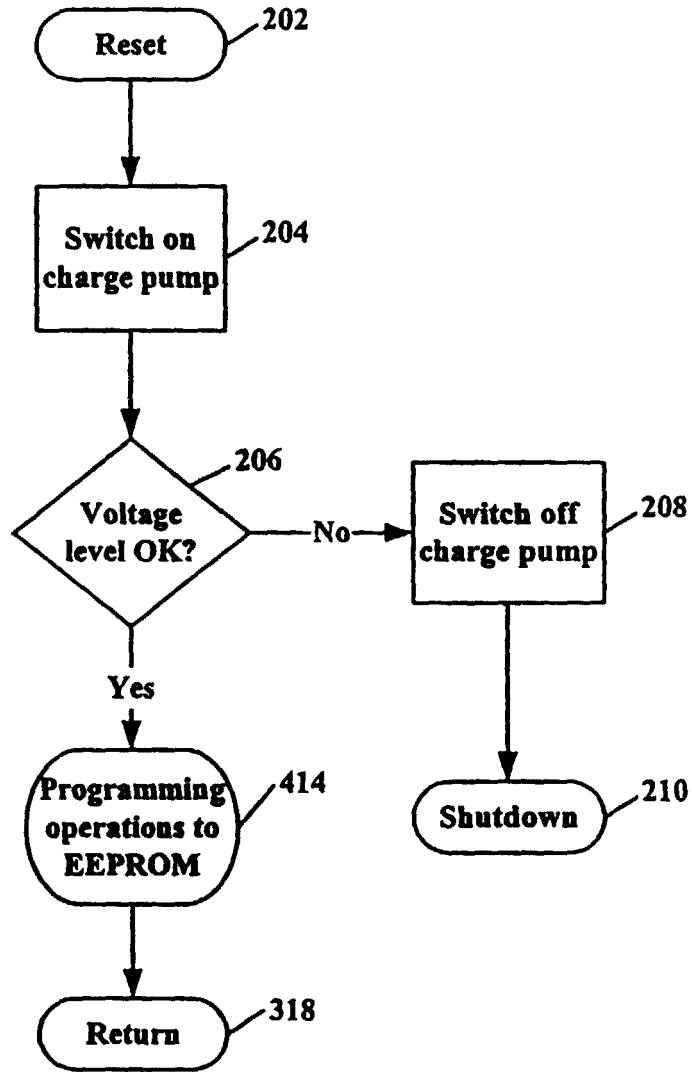 Reset
202
Switch on
charge pump
204
Voltage
level OK?
206
No
Switch off
charge pump
208
Yes
Programming
operations to
EEPROM
414
Shutdown
210
Return
318